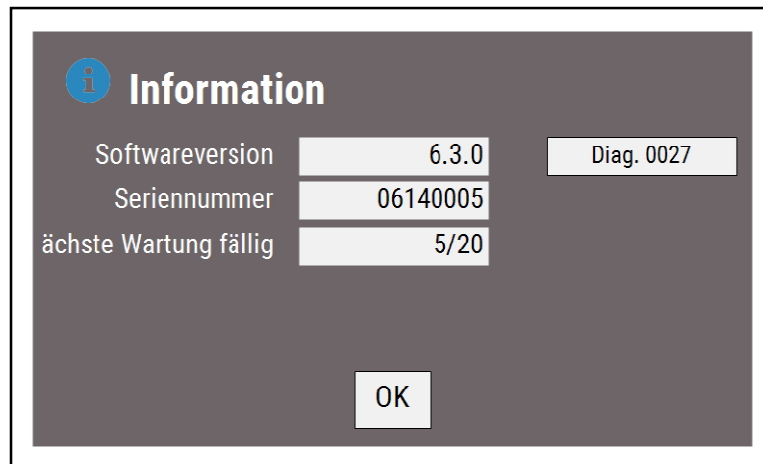 i Information
Softwareversion 6.3.0 Diag. 0027
Seriennummer 06140005
ächste Wartung fällig 5/20
OK